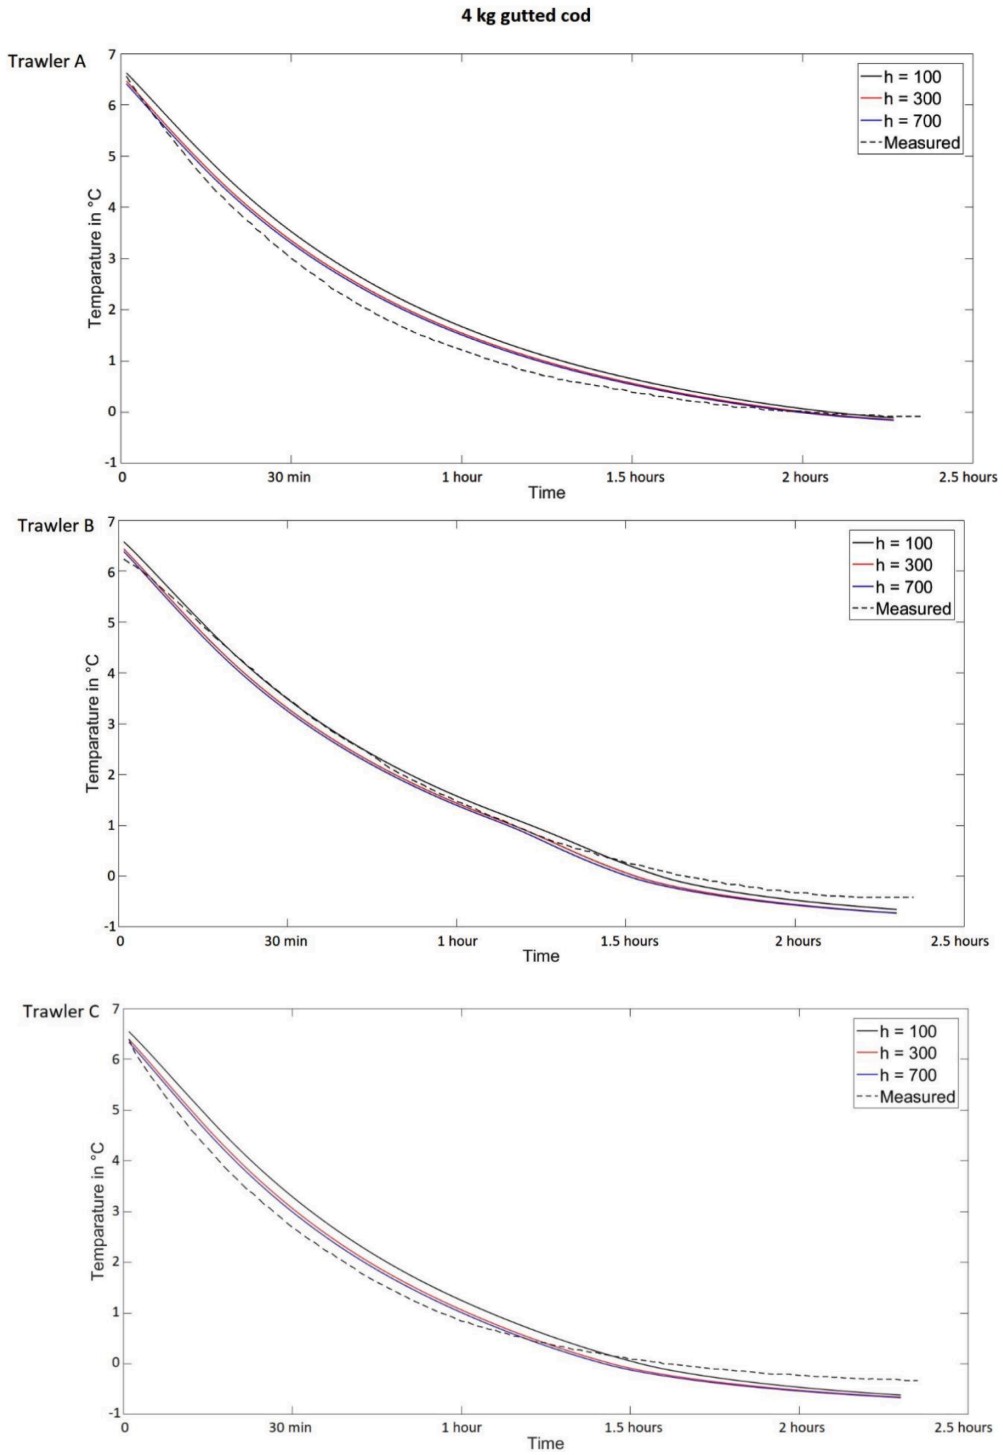 4 kg gutted cod
Trawler A
7
6
5
4
3
2
1
0
-1
Temparature in °C
h = 100
h = 300
h = 700
Measured
0 30 min 1 hour 1.5 hours 2 hours 2.5 hours
Time
Trawler B
7
6
5
4
3
2
1
0
-1
Temparature in °C
h = 100
h = 300
h = 700
Measured
0 30 min 1 hour 1.5 hours 2 hours 2.5 hours
Time
Trawler C
7
6
5
4
3
2
1
0
-1
Temparature in °C
h = 100
h = 300
h = 700
Measured
0 30 min 1 hour 1.5 hours 2 hours 2.5 hours
Time